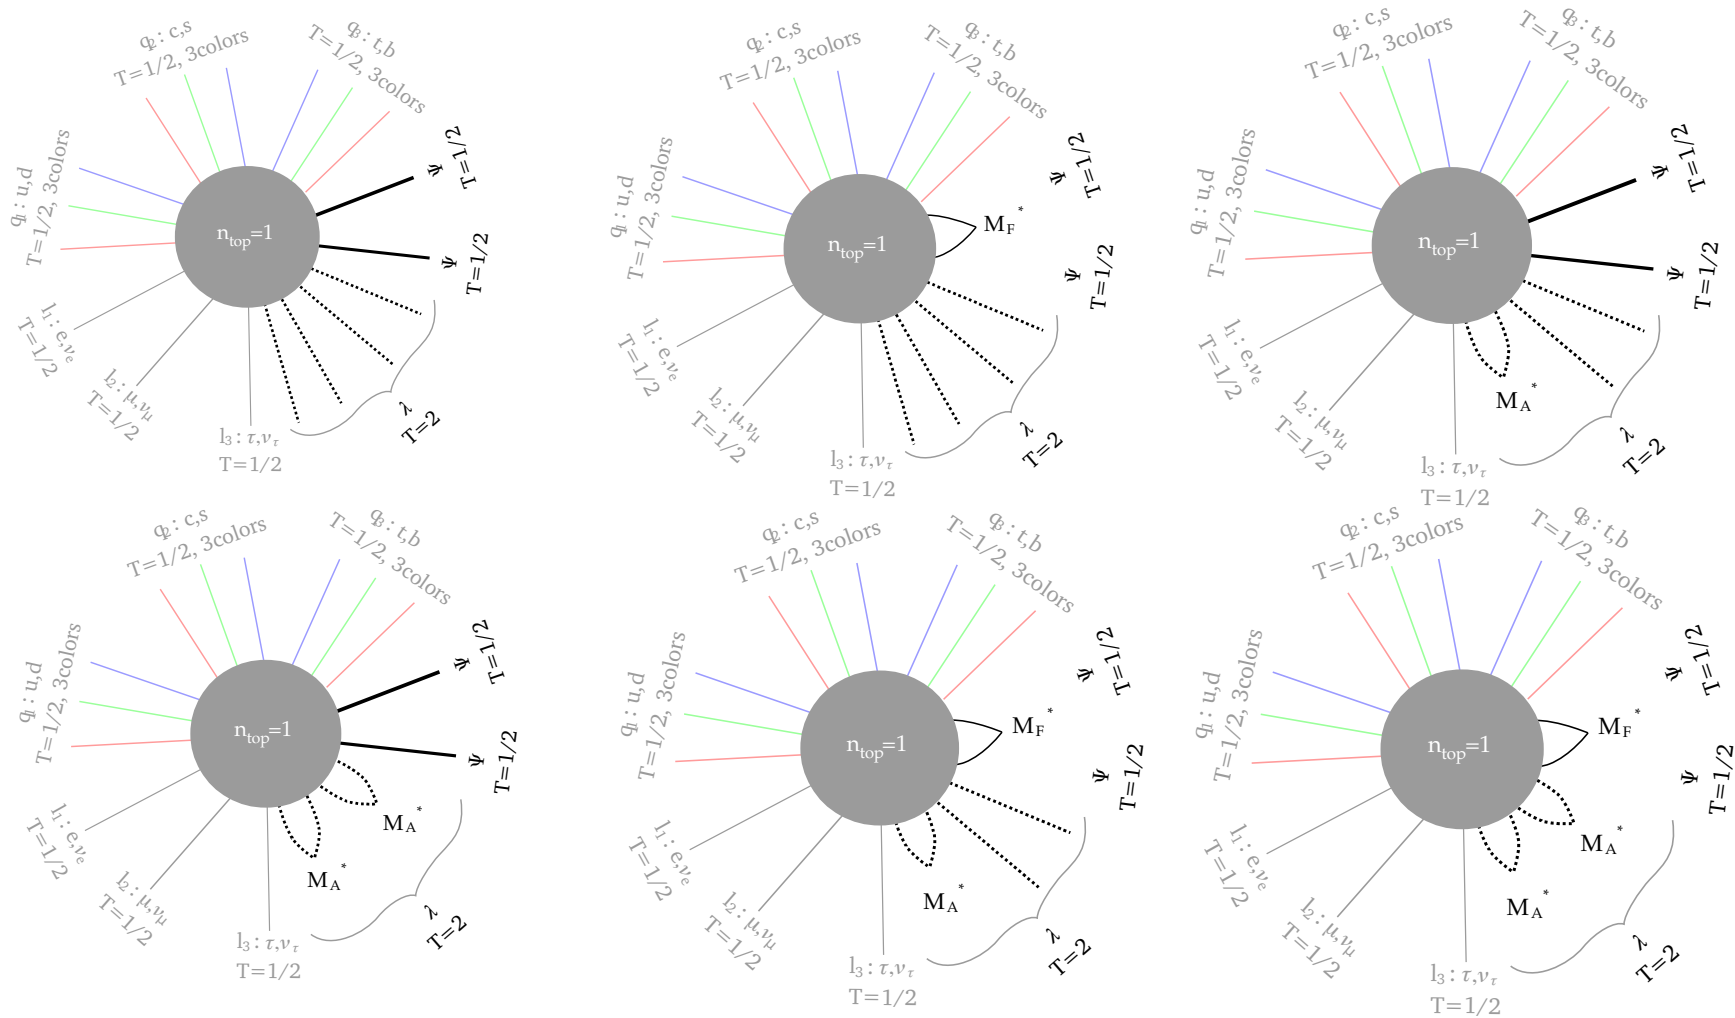 q₂ : c,s
T=1/2, 3colors
q₃ : t,b
T=1/2, 3colors
q₁ : u,d
T=1/2, 3colors
Ψ
T=1/2
Ψ
T=1/2
n_top=1
l₁ : e,ν_e
T=1/2
l₂ : μ,ν_μ
T=1/2
l₃ : τ,ν_τ
T=1/2
λ
T=2
q₂ : c,s
T=1/2, 3colors
q₃ : t,b
T=1/2, 3colors
q₁ : u,d
T=1/2, 3colors
Ψ
T=1/2
M_F*
Ψ
T=1/2
n_top=1
l₁ : e,ν_e
T=1/2
l₂ : μ,ν_μ
T=1/2
l₃ : τ,ν_τ
T=1/2
λ
T=2
q₂ : c,s
T=1/2, 3colors
q₃ : t,b
T=1/2, 3colors
q₁ : u,d
T=1/2, 3colors
Ψ
T=1/2
Ψ
T=1/2
n_top=1
l₁ : e,ν_e
T=1/2
l₂ : μ,ν_μ
T=1/2
l₃ : τ,ν_τ
T=1/2
M_A*
λ
T=2
q₂ : c,s
T=1/2, 3colors
q₃ : t,b
T=1/2, 3colors
q₁ : u,d
T=1/2, 3colors
Ψ
T=1/2
Ψ
T=1/2
n_top=1
l₁ : e,ν_e
T=1/2
l₂ : μ,ν_μ
T=1/2
l₃ : τ,ν_τ
T=1/2
M_A*
M_A*
λ
T=2
q₂ : c,s
T=1/2, 3colors
q₃ : t,b
T=1/2, 3colors
q₁ : u,d
T=1/2, 3colors
Ψ
T=1/2
M_F*
Ψ
T=1/2
n_top=1
l₁ : e,ν_e
T=1/2
l₂ : μ,ν_μ
T=1/2
l₃ : τ,ν_τ
T=1/2
M_A*
λ
T=2
q₂ : c,s
T=1/2, 3colors
q₃ : t,b
T=1/2, 3colors
q₁ : u,d
T=1/2, 3colors
Ψ
T=1/2
M_F*
Ψ
T=1/2
n_top=1
l₁ : e,ν_e
T=1/2
l₂ : μ,ν_μ
T=1/2
l₃ : τ,ν_τ
T=1/2
M_A*
M_A*
λ
T=2